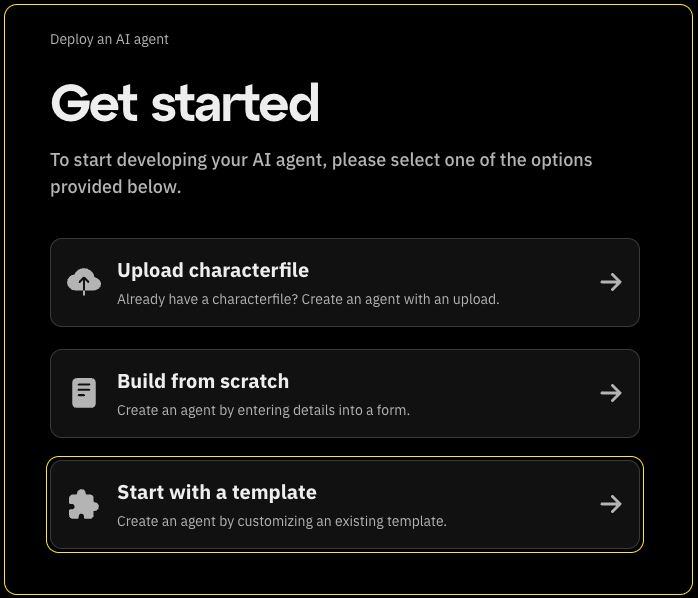 Deploy an AI agent
Get started
To start developing your AI agent, please select one of the options
provided below.
Upload characterfile
Already have a characterfile? Create an agent with an upload.
Build from scratch
Create an agent by entering details into a form.
Start with a template
Create an agent by customizing an existing template.